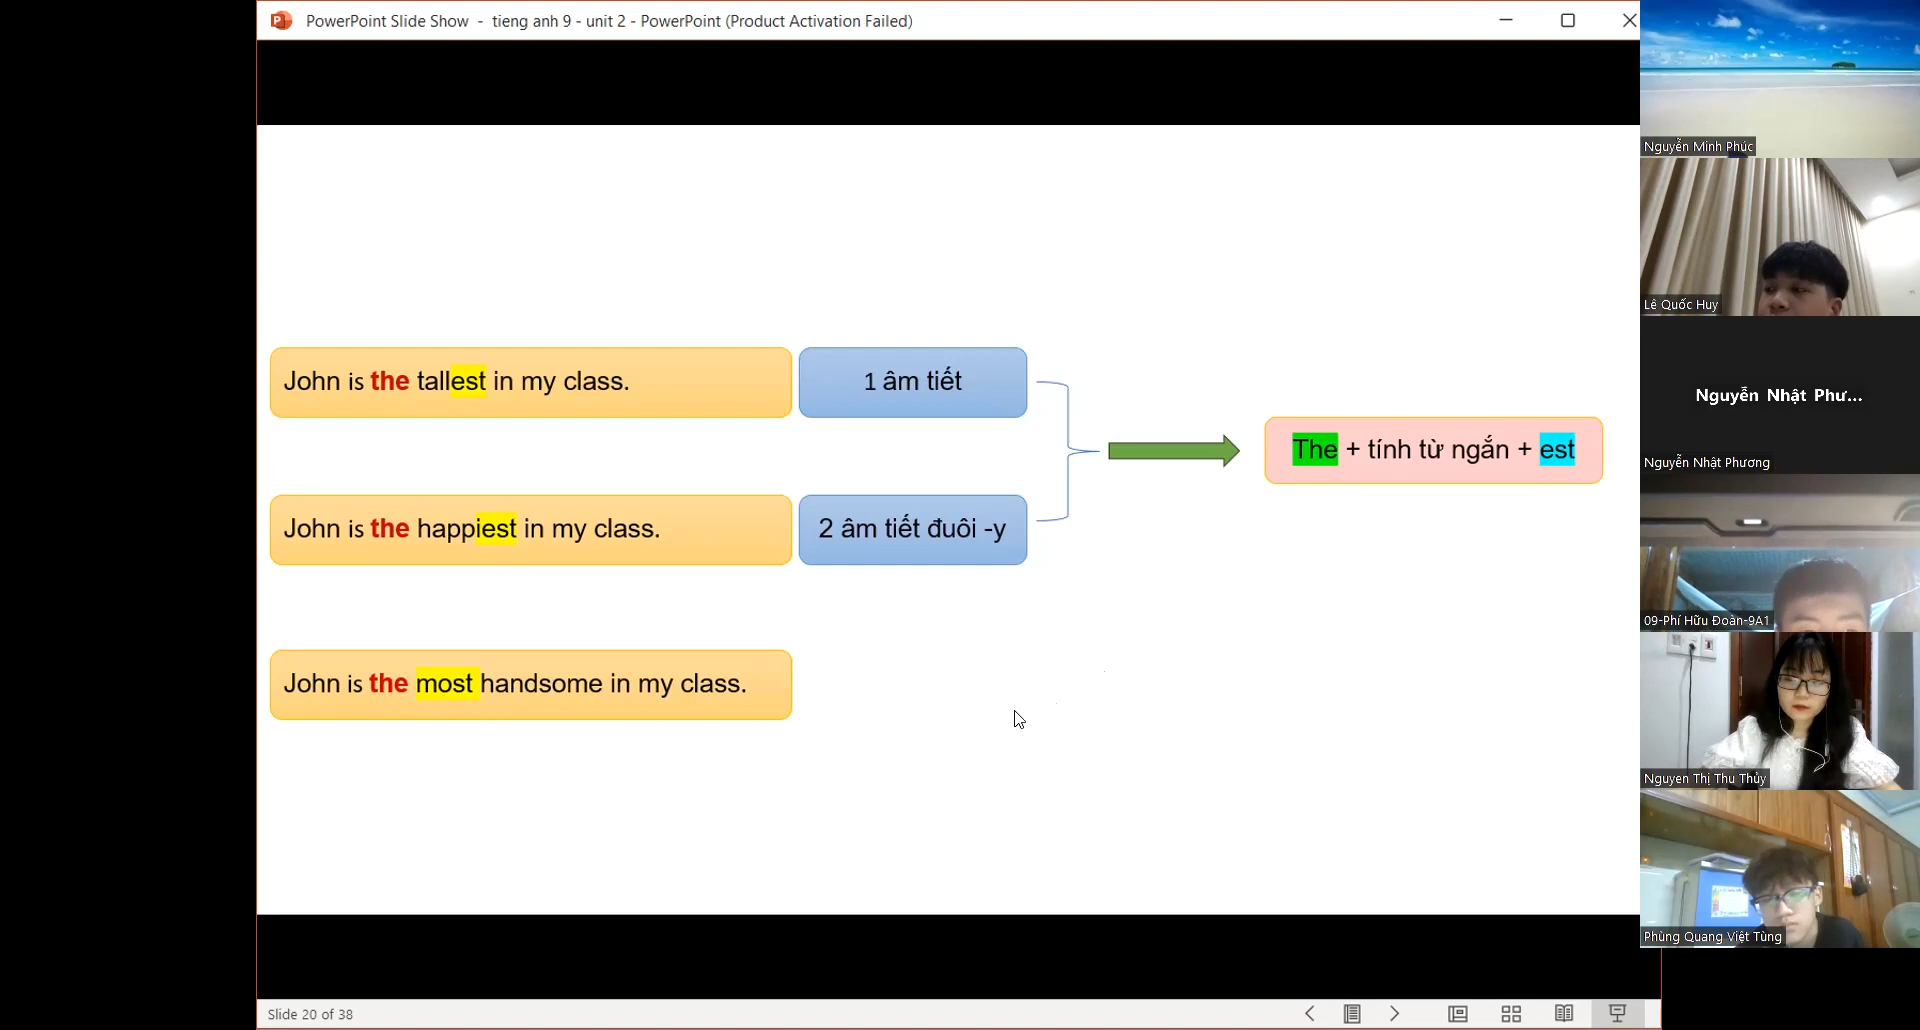 PowerPoint Slide Show - tieng anh 9 - unit 2 - PowerPoint (Product Activation Failed)
John is the tallest in my class.
1 âm tiết
The + tính từ ngắn + est
John is the happiest in my class.
2 âm tiết đuôi -y
John is the most handsome in my class.
Slide 20 of 38
Nguyễn Minh Phúc
Lê Quốc Huy
Nguyễn Nhật Phư...
Nguyễn Nhật Phương
09-Phí Hữu Đoàn-9A1
Nguyen Thị Thu Thủy
Phùng Quang Việt Tùng